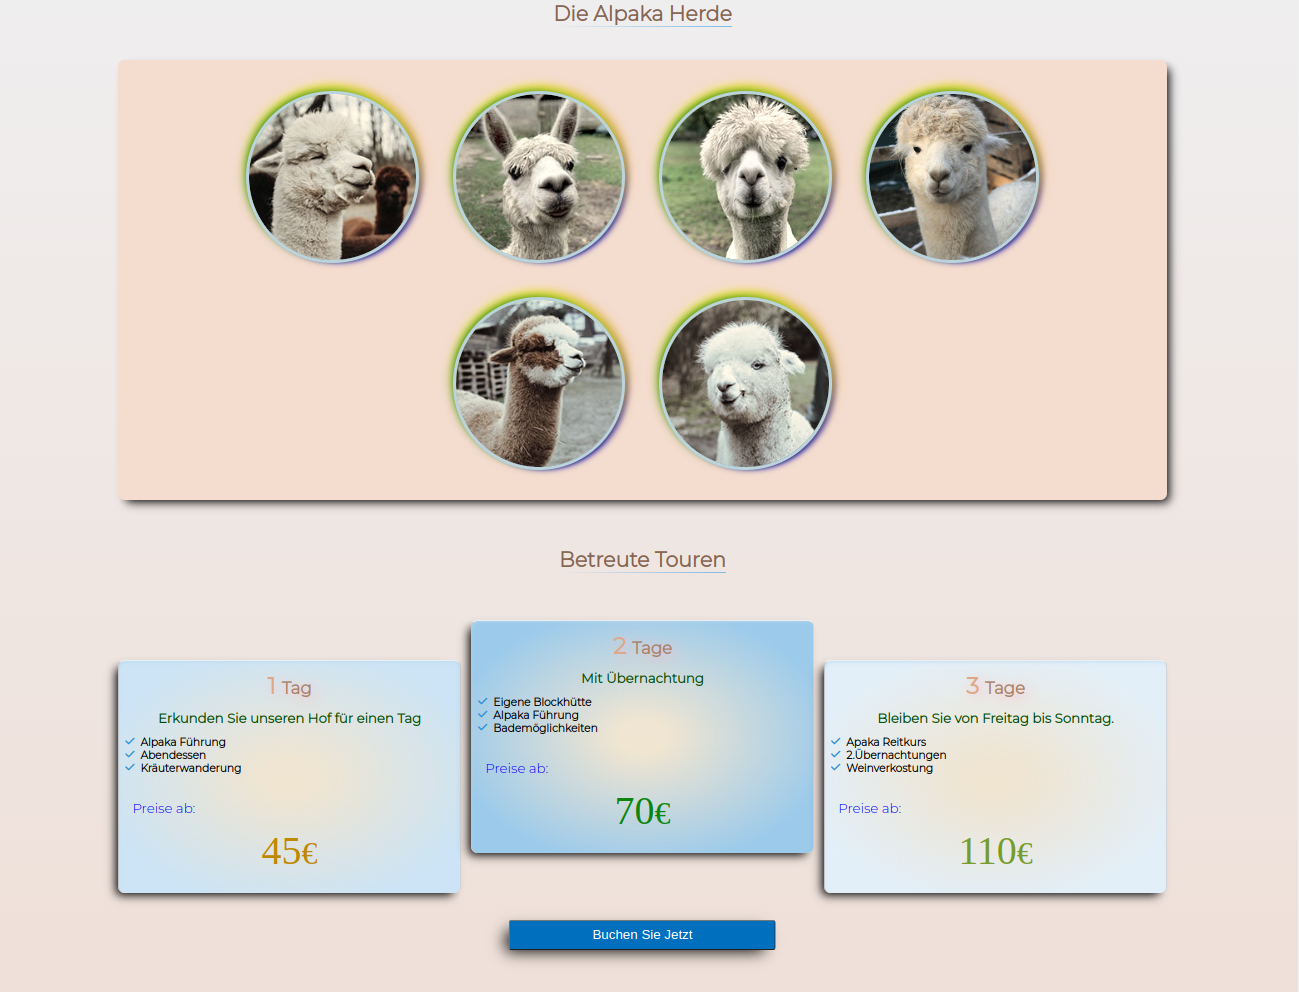 Die Alpaka Herde
Betreute Touren
1 Tag
Erkunden Sie unseren Hof für einen Tag
Alpaka Führung
Abendessen
Kräuterwanderung
Preise ab:
45€
2 Tage
Mit Übernachtung
Eigene Blockhütte
Alpaka Führung
Bademöglichkeiten
Preise ab:
70€
3 Tage
Bleiben Sie von Freitag bis Sonntag.
Apaka Reitkurs
2.Übernachtungen
Weinverkostung
Preise ab:
110€
Buchen Sie Jetzt